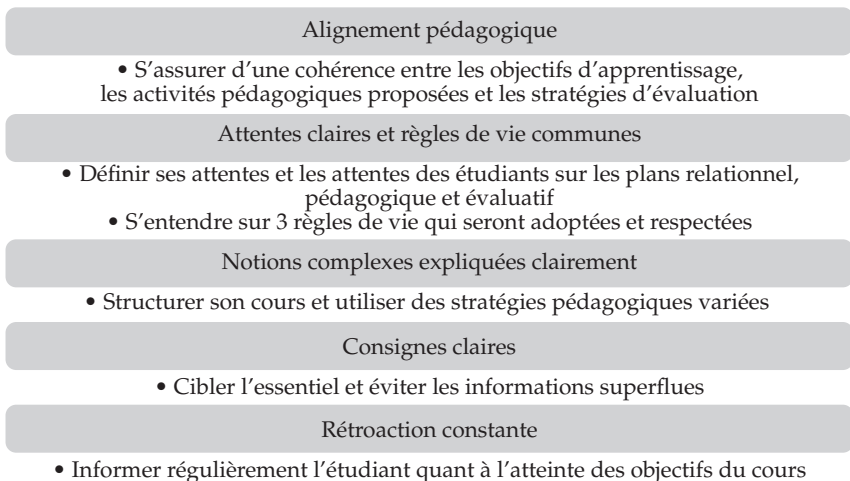 Alignement pédagogique
• S'assurer d'une cohérence entre les objectifs d'apprentissage,
les activités pédagogiques proposées et les stratégies d'évaluation
Attentes claires et règles de vie communes
• Définir ses attentes et les attentes des étudiants sur les plans relationnel,
pédagogique et évaluatif
• S'entendre sur 3 règles de vie qui seront adoptées et respectées
Notions complexes expliquées clairement
• Structurer son cours et utiliser des stratégies pédagogiques variées
Consignes claires
• Cibler l'essentiel et éviter les informations superflues
Rétroaction constante
• Informer régulièrement l'étudiant quant à l'atteinte des objectifs du cours